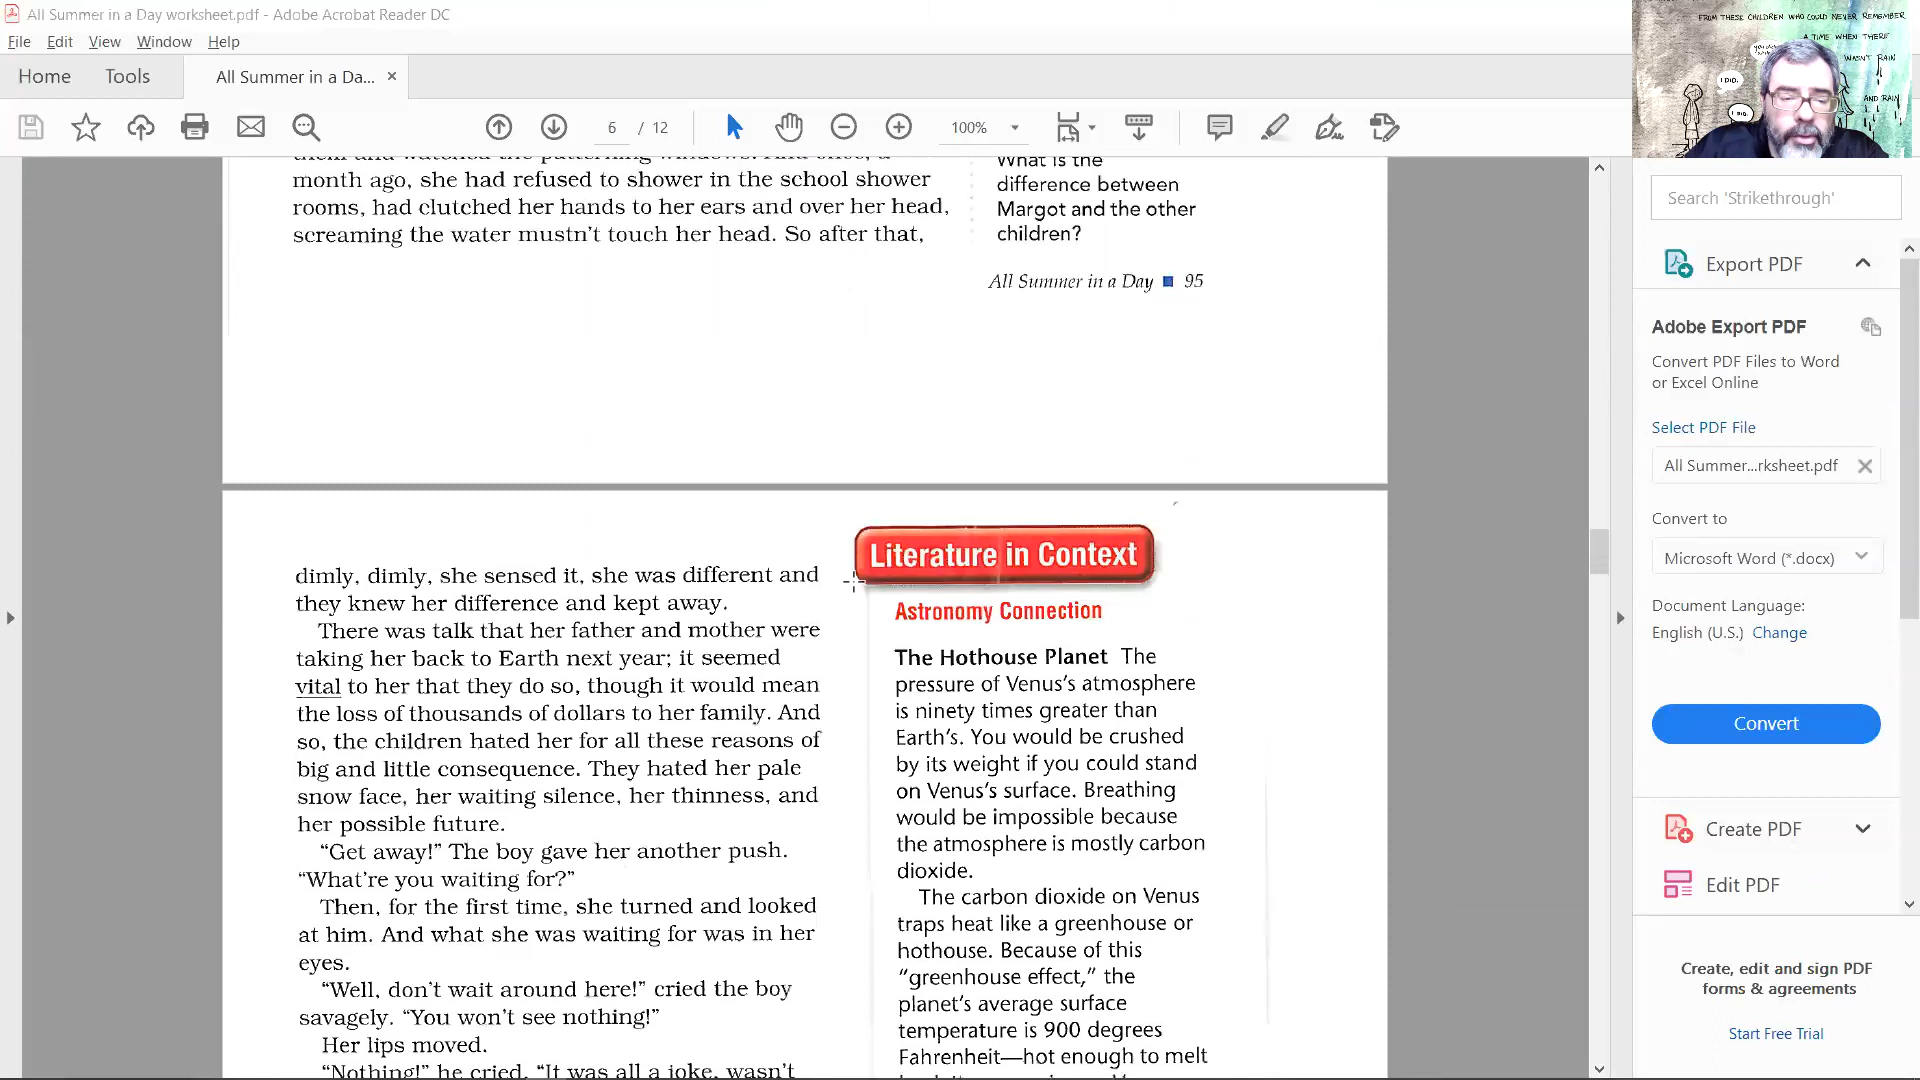 All Summer in a Day worksheet.pdf - Adobe Acrobat Reader DC
File Edit View Window Help
Home Tools All Summer in a Da... ×
6 / 12 100%
them and watched the patterning windows. And once, a
month ago, she had refused to shower in the school shower
rooms, had clutched her hands to her ears and over her head,
screaming the water mustn't touch her head. So after that,
What is the
difference between
Margot and the other
children?
All Summer in a Day ■ 95
dimly, dimly, she sensed it, she was different and
they knew her difference and kept away.
There was talk that her father and mother were
taking her back to Earth next year; it seemed
vital to her that they do so, though it would mean
the loss of thousands of dollars to her family. And
so, the children hated her for all these reasons of
big and little consequence. They hated her pale
snow face, her waiting silence, her thinness, and
her possible future.
“Get away!” The boy gave her another push.
“What're you waiting for?”
Then, for the first time, she turned and looked
at him. And what she was waiting for was in her
eyes.
“Well, don't wait around here!” cried the boy
savagely. “You won't see nothing!”
Her lips moved.
“Nothing!” he cried. “It was all a joke, wasn't
Literature in Context
Astronomy Connection
The Hothouse Planet The
pressure of Venus's atmosphere
is ninety times greater than
Earth's. You would be crushed
by its weight if you could stand
on Venus's surface. Breathing
would be impossible because
the atmosphere is mostly carbon
dioxide.
The carbon dioxide on Venus
traps heat like a greenhouse or
hothouse. Because of this
“greenhouse effect,” the
planet's average surface
temperature is 900 degrees
Fahrenheit—hot enough to melt
FROM THESE CHILDREN WHO COULD NEVER REMEMBER
A TIME WHEN THERE
WASN'T RAIN
AND RAIN
I DID.
I DID.
Search 'Strikethrough'
Export PDF
Adobe Export PDF
Convert PDF Files to Word
or Excel Online
Select PDF File
All Summer...rksheet.pdf
Convert to
Microsoft Word (*.docx)
Document Language:
English (U.S.) Change
Convert
Create PDF
Edit PDF
Create, edit and sign PDF
forms & agreements
Start Free Trial